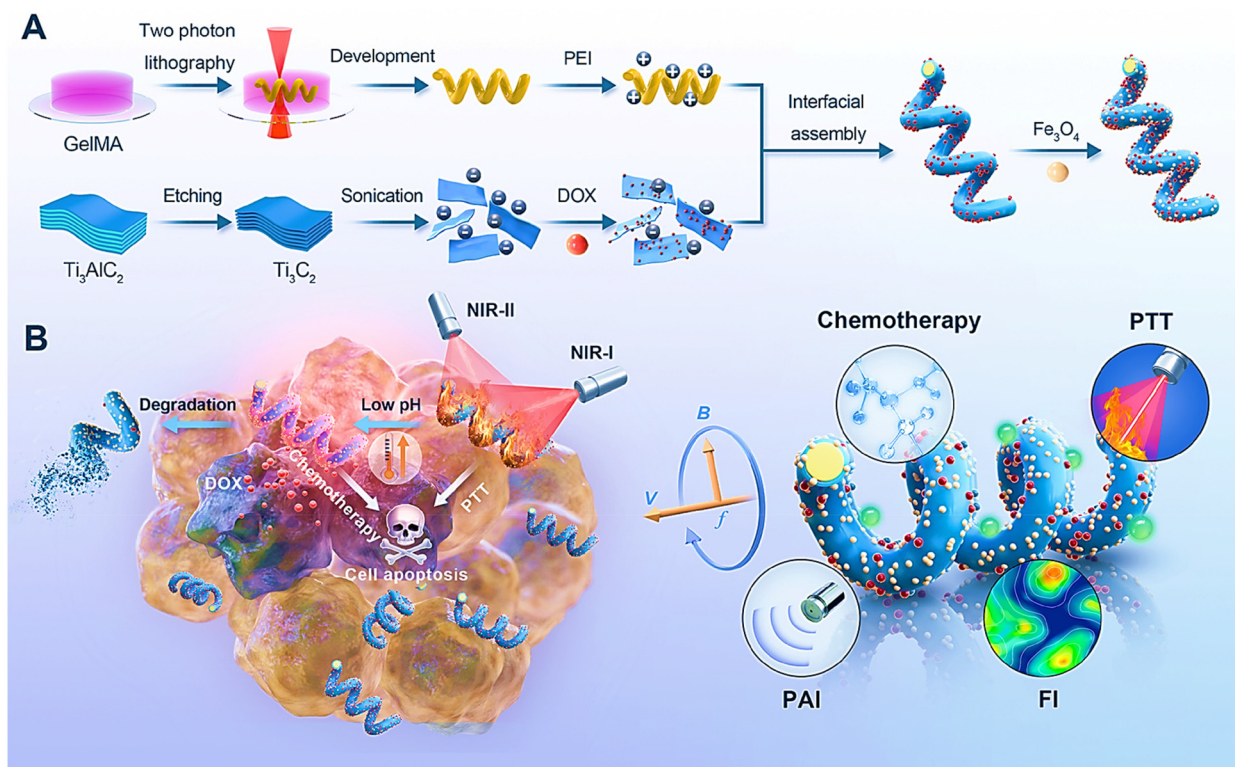 A
Two photon
lithography
Development
PEI
GelMA
Interfacial
assembly
Fe₃O₄
Etching
Sonication
DOX
Ti₃AlC₂
Ti₃C₂
B
NIR-II
NIR-I
Degradation
Low pH
DOX
Chemotherapy
PTT
Cell apoptosis
Chemotherapy
PTT
B
V
f
PAI
FI